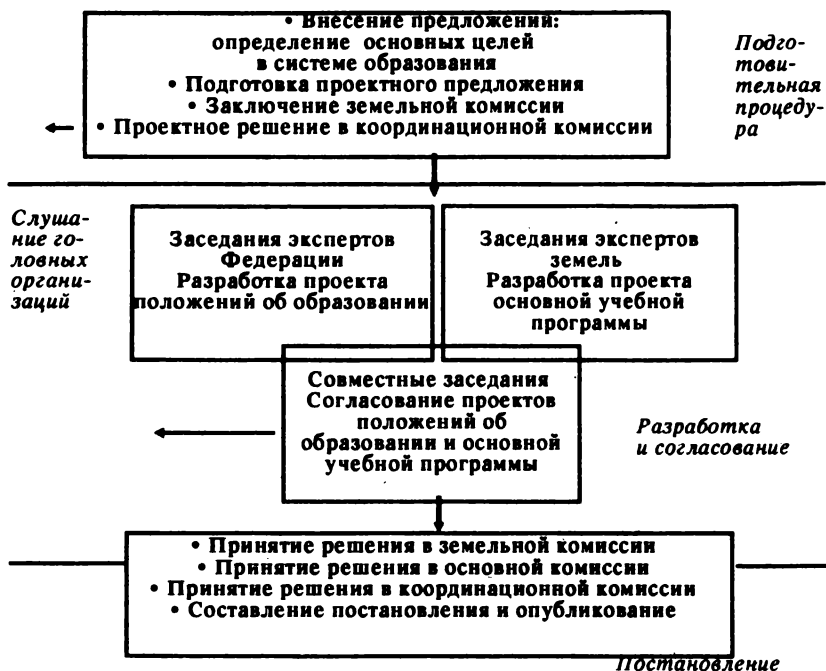 • Внесение предложений:
определение основных целей
в системе образования
• Подготовка проектного предложения
• Заключение земельной комиссии
• Проектное решение в координационной комиссии
Подго-
тови-
тельная
процеду-
ра
Слуша-
ние го-
ловных
органи-
заций
Заседания экспертов
Федерации
Разработка проекта
положений об образовании
Заседания экспертов
земель
Разработка проекта
основной учебной
программы
Совместные заседания
Согласование проектов
положений об
образовании и основной
учебной программы
Разработка
и согласование
• Принятие решения в земельной комиссии
• Принятие решения в основной комиссии
• Принятие решения в координационной комиссии
• Составление постановления и опубликование
Постановление